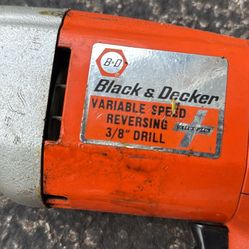 B-D
Black & Decker
VARIABLE SPEED
REVERSING
3/8" DRILL